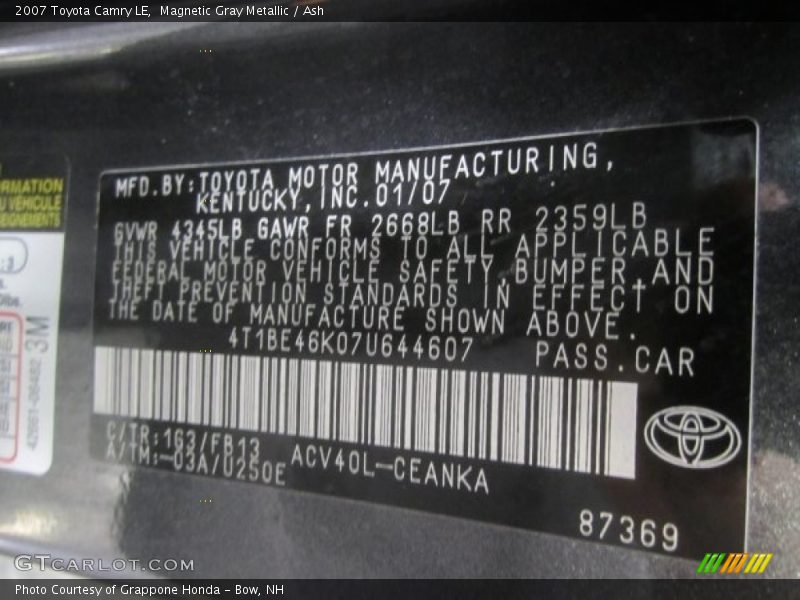 2007 Toyota Camry LE, Magnetic Gray Metallic / Ash
RMATION
U VÉHICULE
MFD.BY:TOYOTA MOTOR MANUFACTURING,
KENTUCKY,INC.01/07
GVWR 4345LB GAWR FR 2668LB RR 2359LB
THIS VEHICLE CONFORMS TO ALL APPLICABLE
FEDERAL MOTOR VEHICLE SAFETY,BUMPER AND
THEFT PREVENTION STANDARDS IN EFFECT ON
THE DATE OF MANUFACTURE SHOWN ABOVE.
4T1BE46K07U644607 PASS.CAR
3M
C/TR:1G3/FB13
A/TM:-03A/U250E ACV40L-CEANKA
87369
GTCARLOT.COM
Photo Courtesy of Grappone Honda - Bow, NH